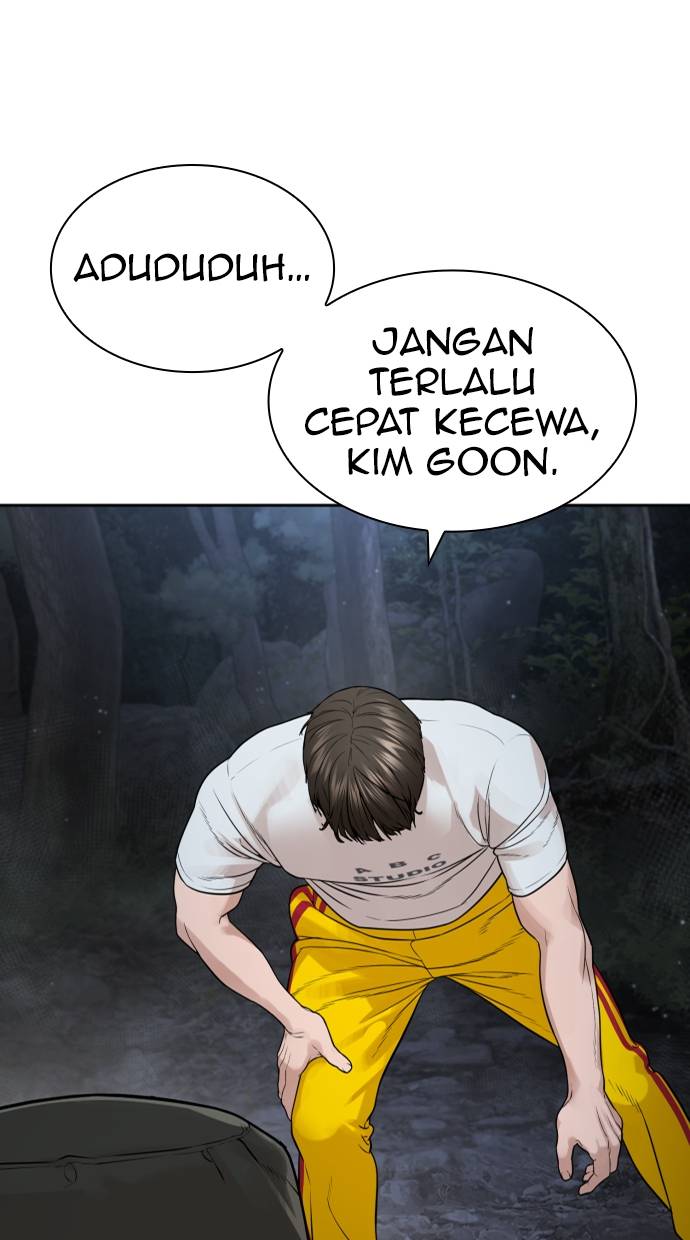 ADUDUDUH...
JANGAN
TERLALU
CEPAT KECEWA,
KIM GOON.
A B C
STUDIO